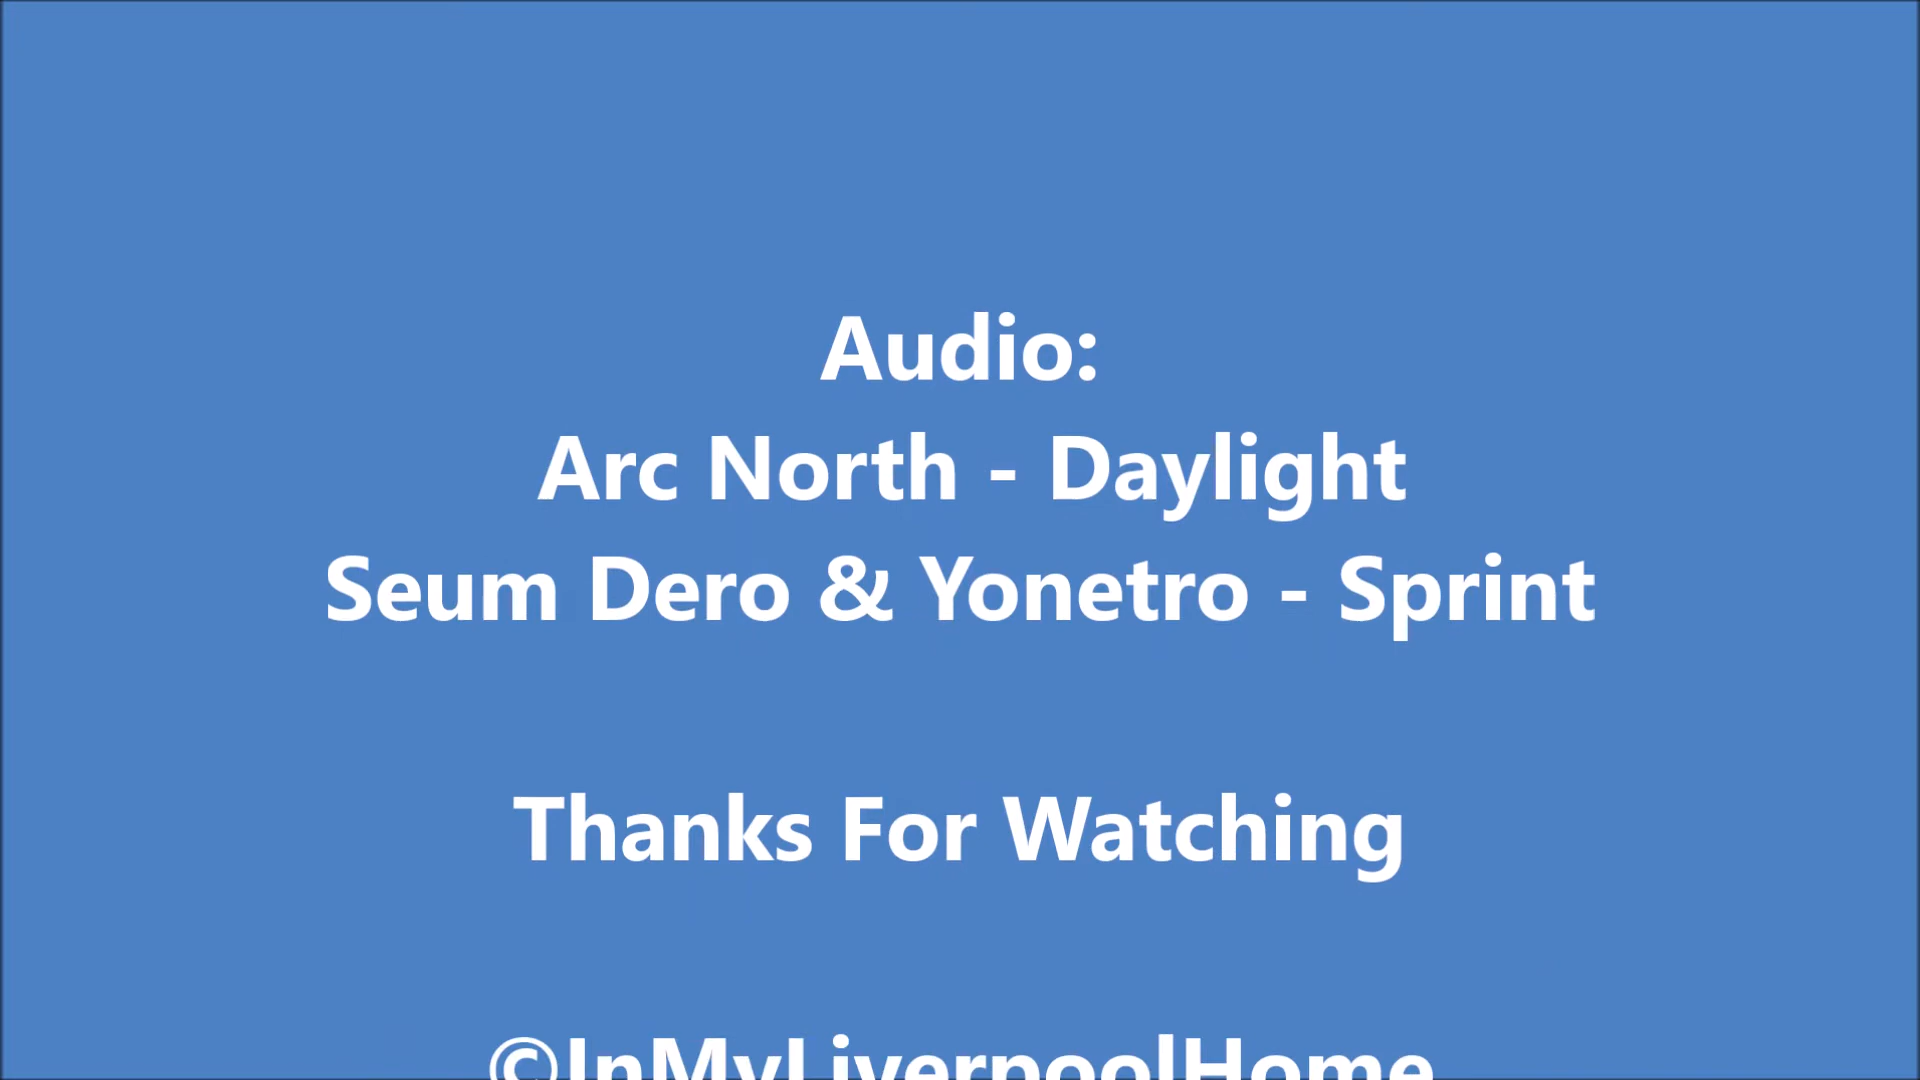 Audio:
Arc North - Daylight
Seum Dero & Yonetro - Sprint
Thanks For Watching
©InMyLiverpoolHome